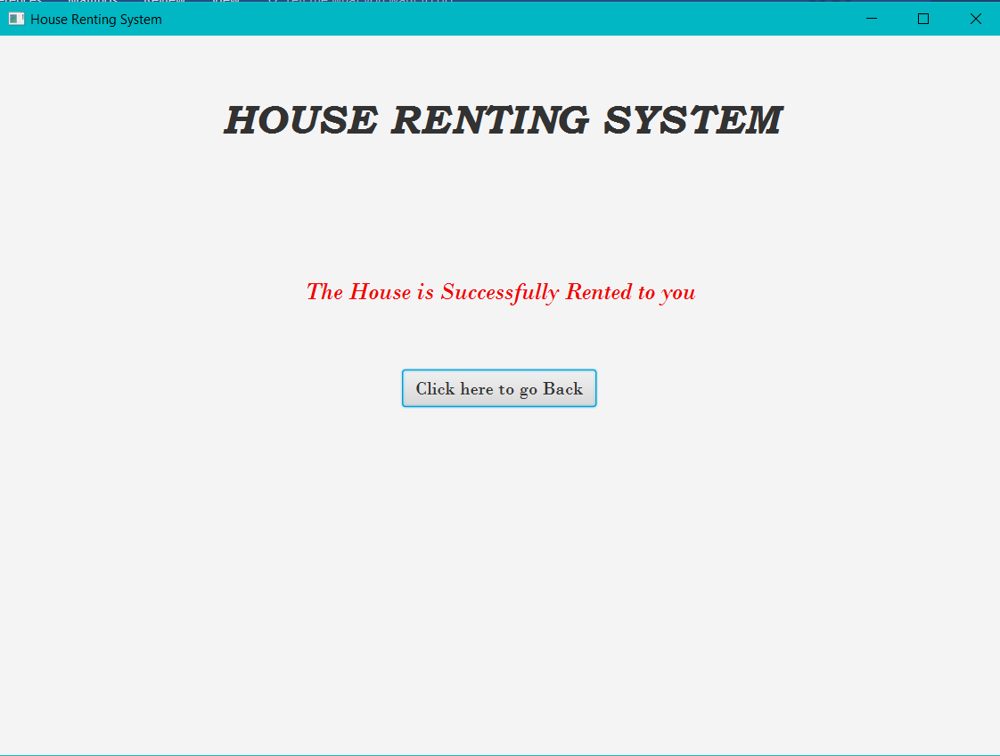 House Renting System
HOUSE RENTING SYSTEM
The House is Successfully Rented to you
Click here to go Back